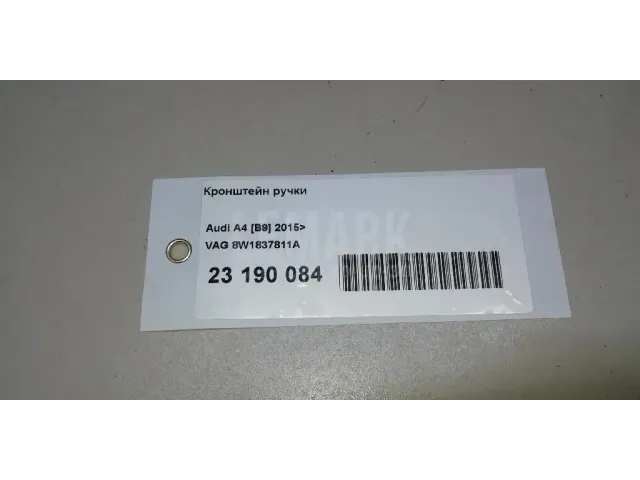 Кронштейн ручки
Audi A4 [B9] 2015>
VAG 8W1837811A
23 190 084